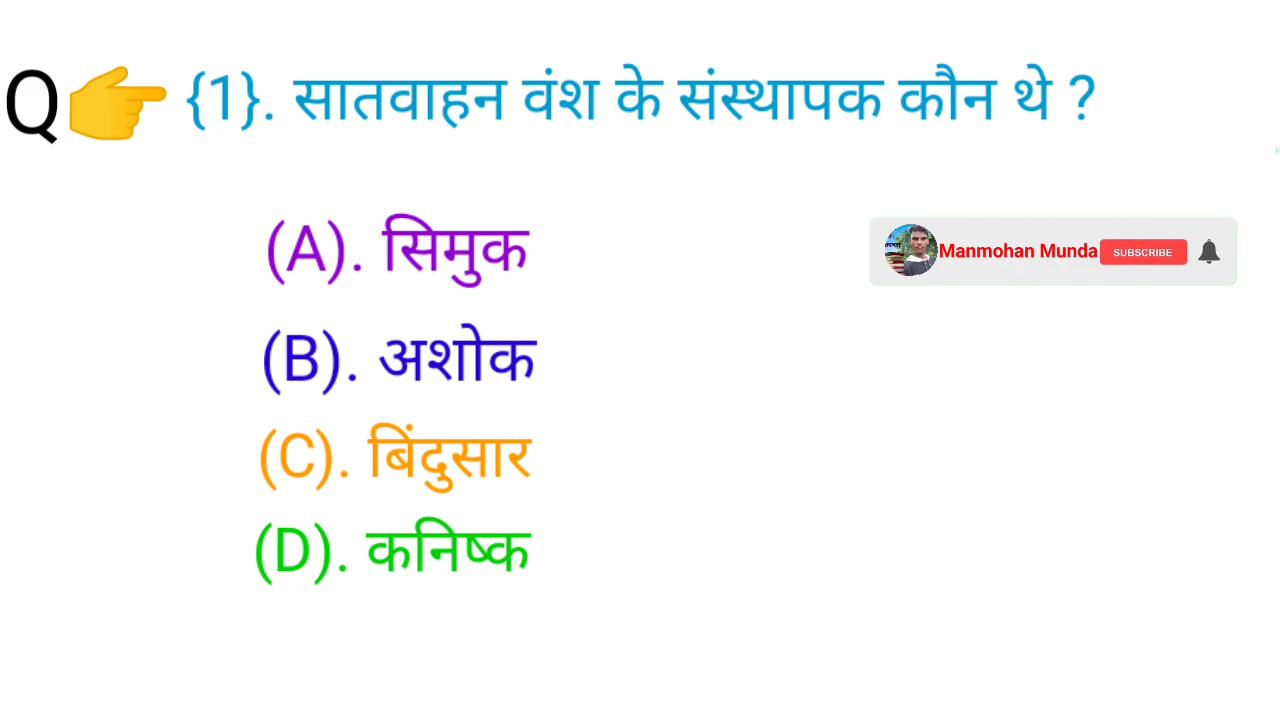 Q👉 {1}. सातवाहन वंश के संस्थापक कौन थे ?
(A). सिमुक
Manmohan Munda SUBSCRIBE
(B). अशोक
(C). बिंदुसार
(D). कनिष्क